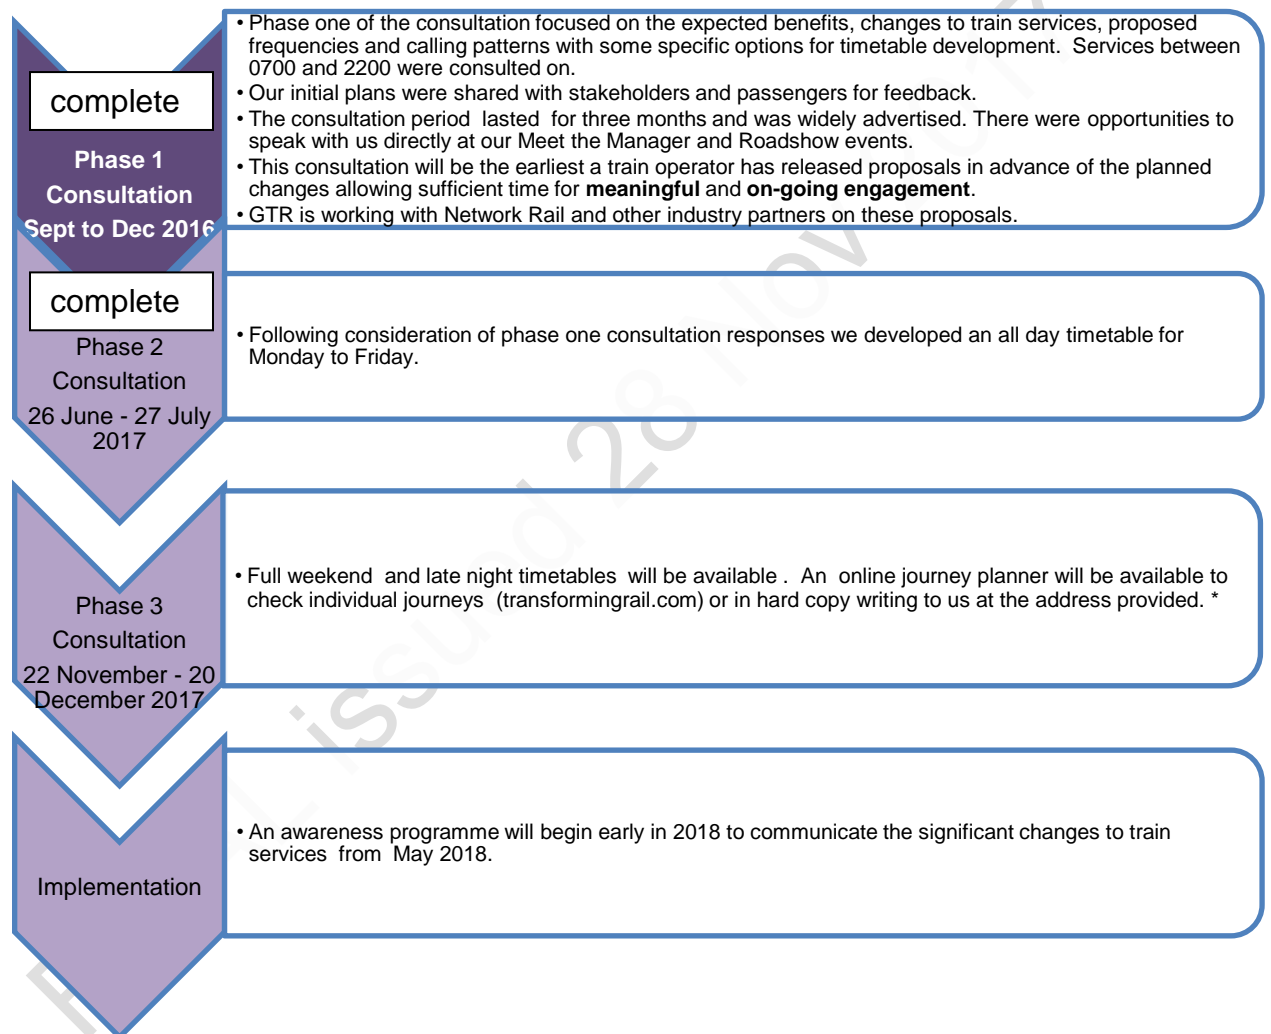 complete
Phase 1
Consultation
Sept to Dec 2016
• Phase one of the consultation focused on the expected benefits, changes to train services, proposed
frequencies and calling patterns with some specific options for timetable development.  Services between
0700 and 2200 were consulted on.
• Our initial plans were shared with stakeholders and passengers for feedback.
• The consultation period  lasted  for three months and was widely advertised. There were opportunities to
speak with us directly at our Meet the Manager and Roadshow events.
• This consultation will be the earliest a train operator has released proposals in advance of the planned
changes allowing sufficient time for meaningful and on-going engagement.
• GTR is working with Network Rail and other industry partners on these proposals.
complete
Phase 2
Consultation
26 June - 27 July
2017
• Following consideration of phase one consultation responses we developed an all day timetable for
Monday to Friday.
Phase 3
Consultation
22 November - 20
December 2017
• Full weekend  and late night timetables  will be available .  An  online journey planner will be available to
check individual journeys  (transformingrail.com) or in hard copy writing to us at the address provided. *
Implementation
• An awareness programme will begin early in 2018 to communicate the significant changes to train
services  from  May 2018.
issued 28 Nov 2017